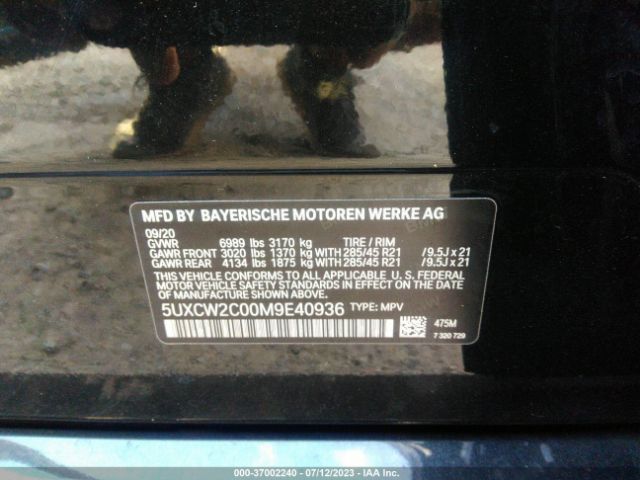 MFD BY BAYERISCHE MOTOREN WERKE AG
09/20
GVWR 6989 lbs 3170 kg TIRE / RIM
GAWR FRONT 3020 lbs 1370 kg WITH 285/45 R21 /9.5J x 21
GAWR REAR 4134 lbs 1875 kg WITH 285/45 R21 /9.5J x 21
THIS VEHICLE CONFORMS TO ALL APPLICABLE U. S. FEDERAL
MOTOR VEHICLE SAFETY STANDARDS IN EFFECT ON THE DATE OF
MANUFACTURE SHOWN ABOVE.
5UXCW2C00M9E40936 TYPE: MPV
475M
7 320 729
000-37002240 - 07/12/2023 - IAA Inc.